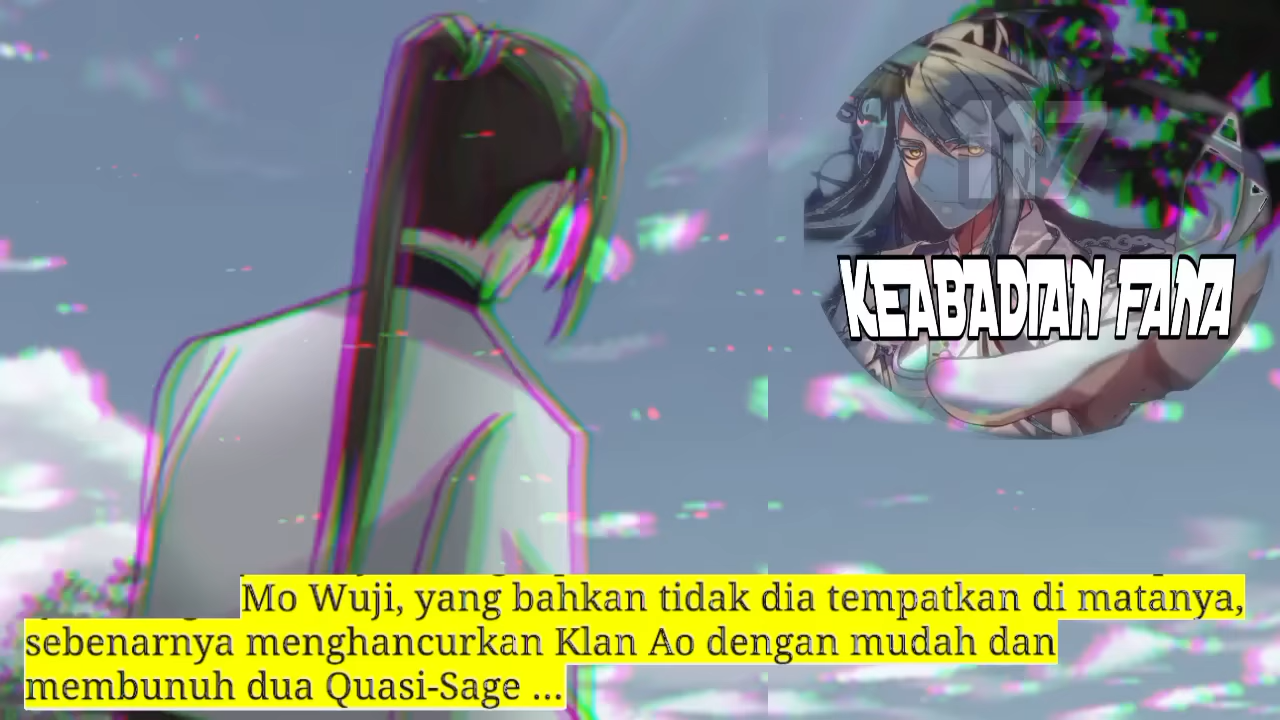 117
KEABADIAN FANA
Mo Wuji, yang bahkan tidak dia tempatkan di matanya,
sebenarnya menghancurkan Klan Ao dengan mudah dan
membunuh dua Quasi-Sage ...